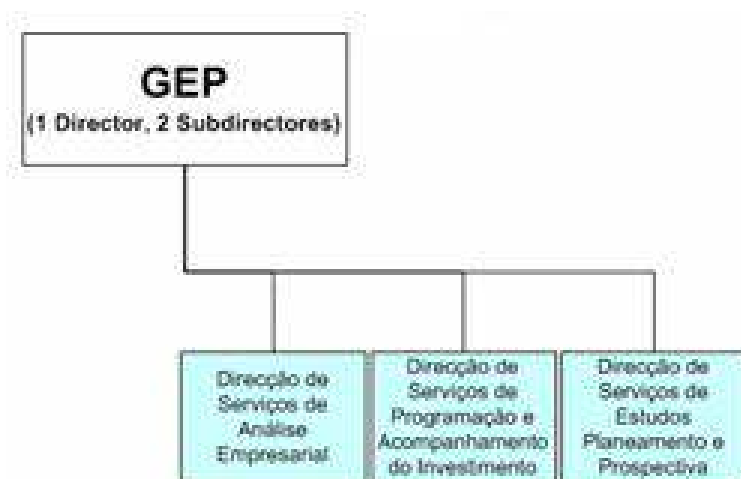 GEP
(1 Director, 2 Subdirectores)
Direcção de
Serviços de
Análise
Empresarial
Direcção de
Serviços de
Programação e
Acompanhamento
do Investimento
Direcção de
Serviços de
Estudos
Planeamento e
Prospectiva